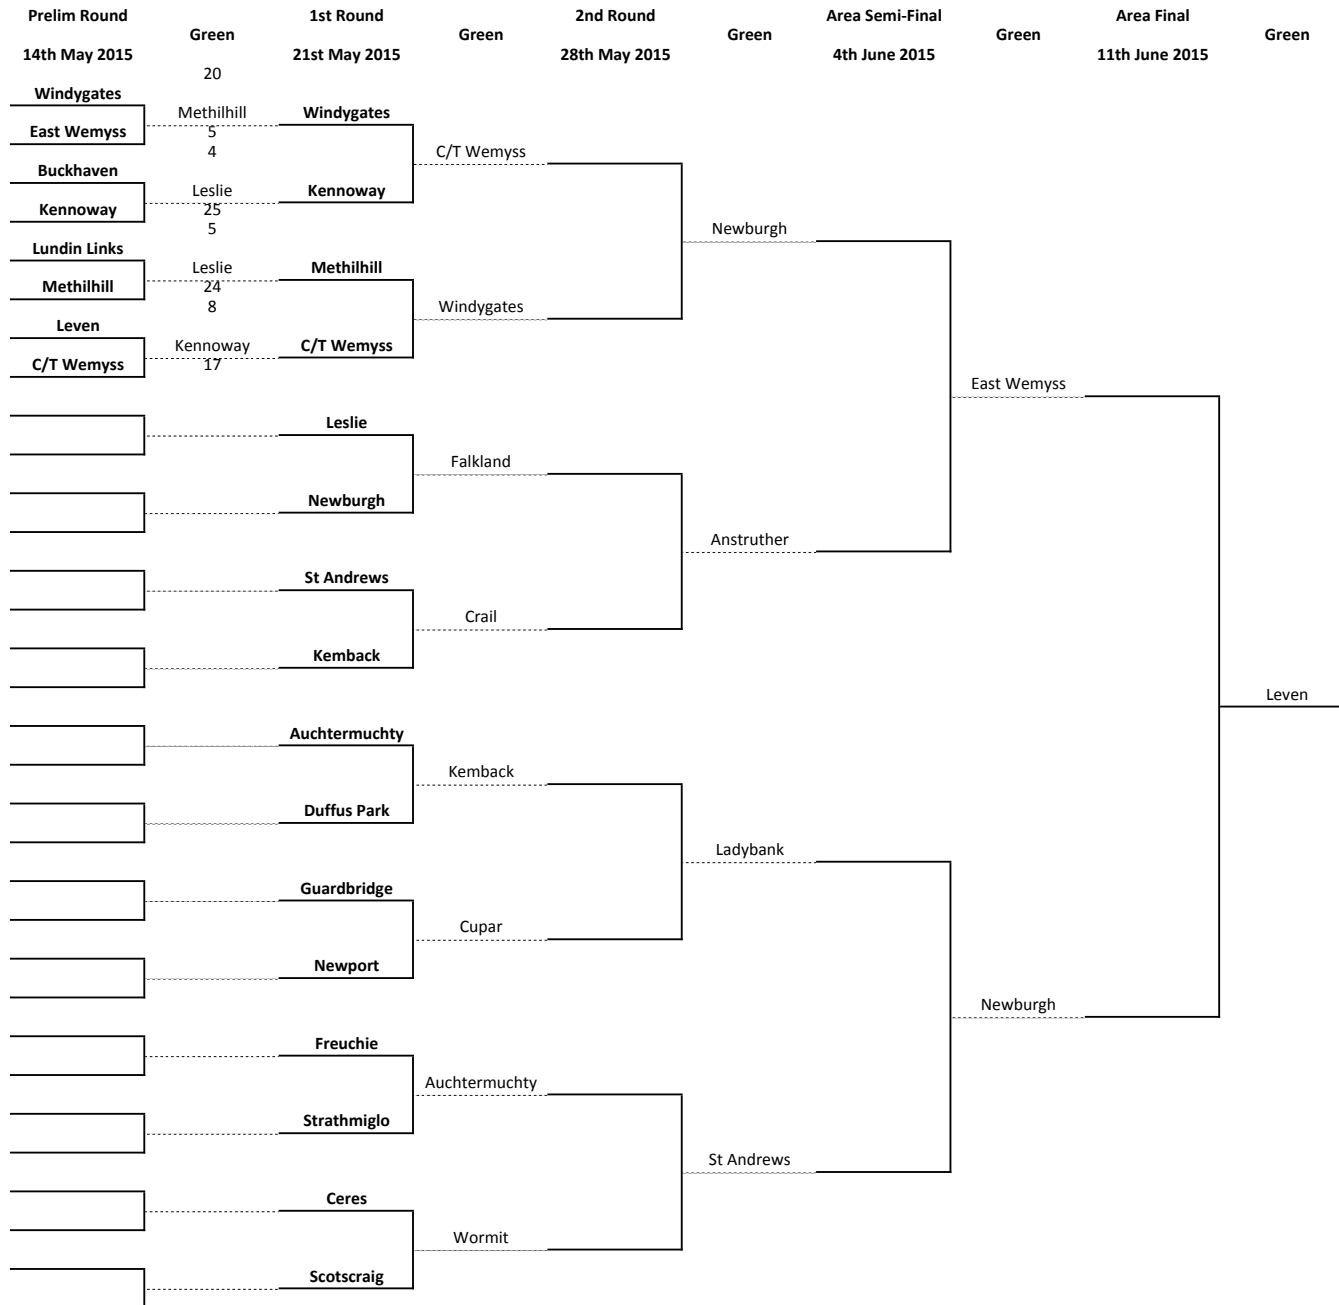 Prelim Round Green 1st Round Green 2nd Round Green Area Semi-Final Green Area Final Green
14th May 2015 21st May 2015 28th May 2015 4th June 2015 11th June 2015
20
Windygates
Methilhill Windygates
East Wemyss 5
4 C/T Wemyss
Buckhaven
Leslie Kennoway
Kennoway 25
5 Newburgh
Lundin Links
Leslie Methilhill
Methilhill 24
8 Windygates
Leven
Kennoway C/T Wemyss
C/T Wemyss 17
East Wemyss
Leslie
Falkland
Newburgh
Anstruther
St Andrews
Crail
Kemback
Leven
Auchtermuchty
Kemback
Duffus Park
Ladybank
Guardbridge
Cupar
Newport
Newburgh
Freuchie
Auchtermuchty
Strathmiglo
St Andrews
Ceres
Wormit
Scotscraig